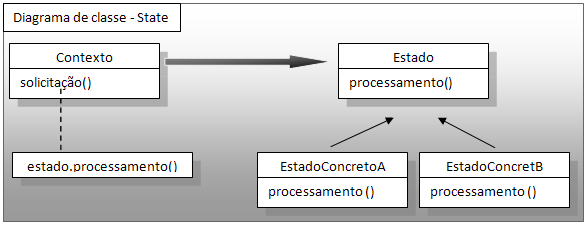 Diagrama de classe - State
Contexto
solicitação()
Estado
processamento()
estado.processamento()
EstadoConcretoA
processamento ()
EstadoConcretB
processamento ()